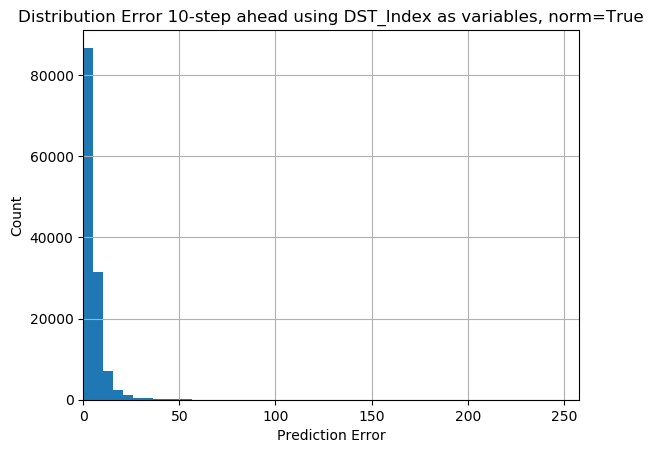 Distribution Error 10-step ahead using DST_Index as variables, norm=True
80000
60000
40000
20000
0
Count
0 50 100 150 200 250
Prediction Error